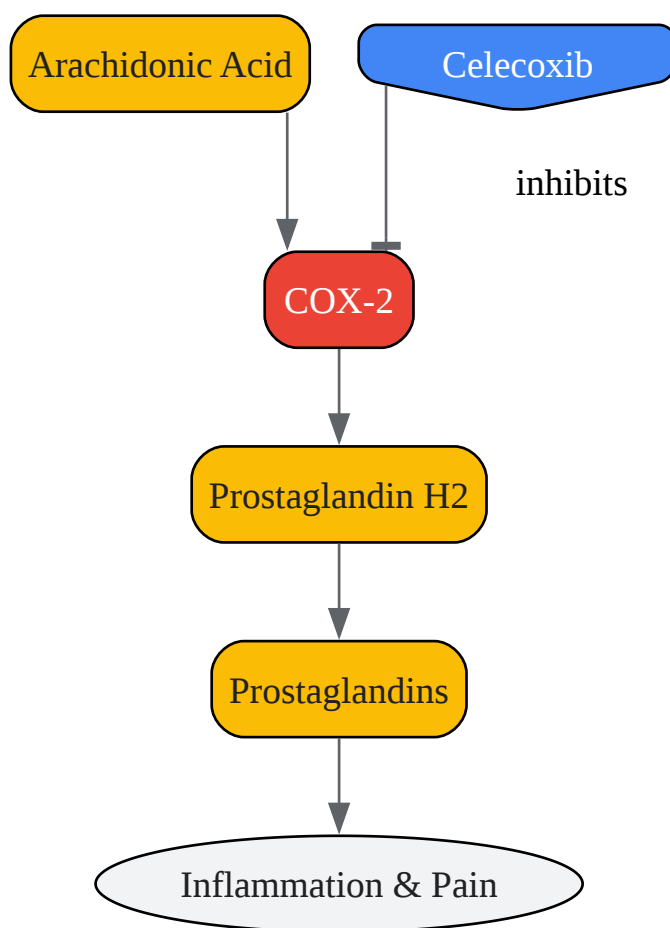 Arachidonic Acid
Celecoxib
inhibits
COX-2
Prostaglandin H2
Prostaglandins
Inflammation & Pain